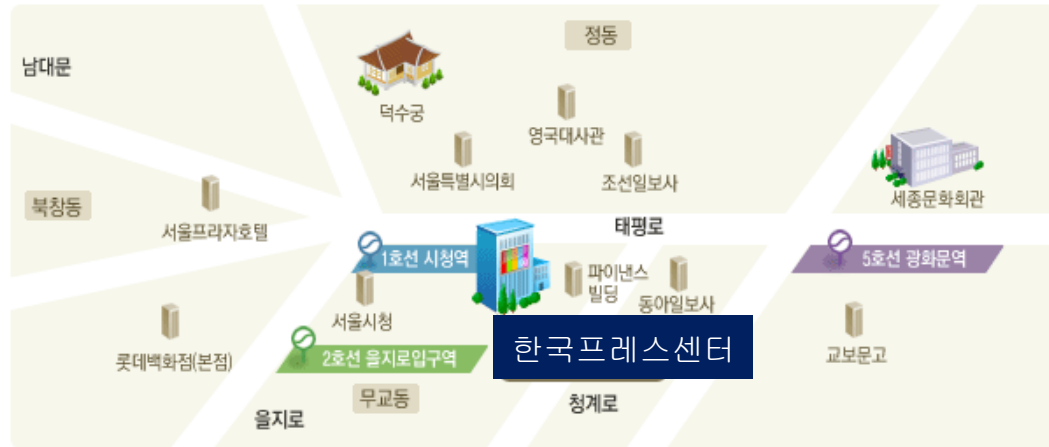 정동
남대문
덕수궁
영국대사관
서울특별시의회
조선일보사
세종문화회관
북창동
서울프라자호텔
태평로
1호선 시청역
5호선 광화문역
파이낸스
빌딩
동아일보사
서울시청
롯데백화점(본점)
2호선 을지로입구역
한국프레스센터
교보문고
무교동
청계로
을지로